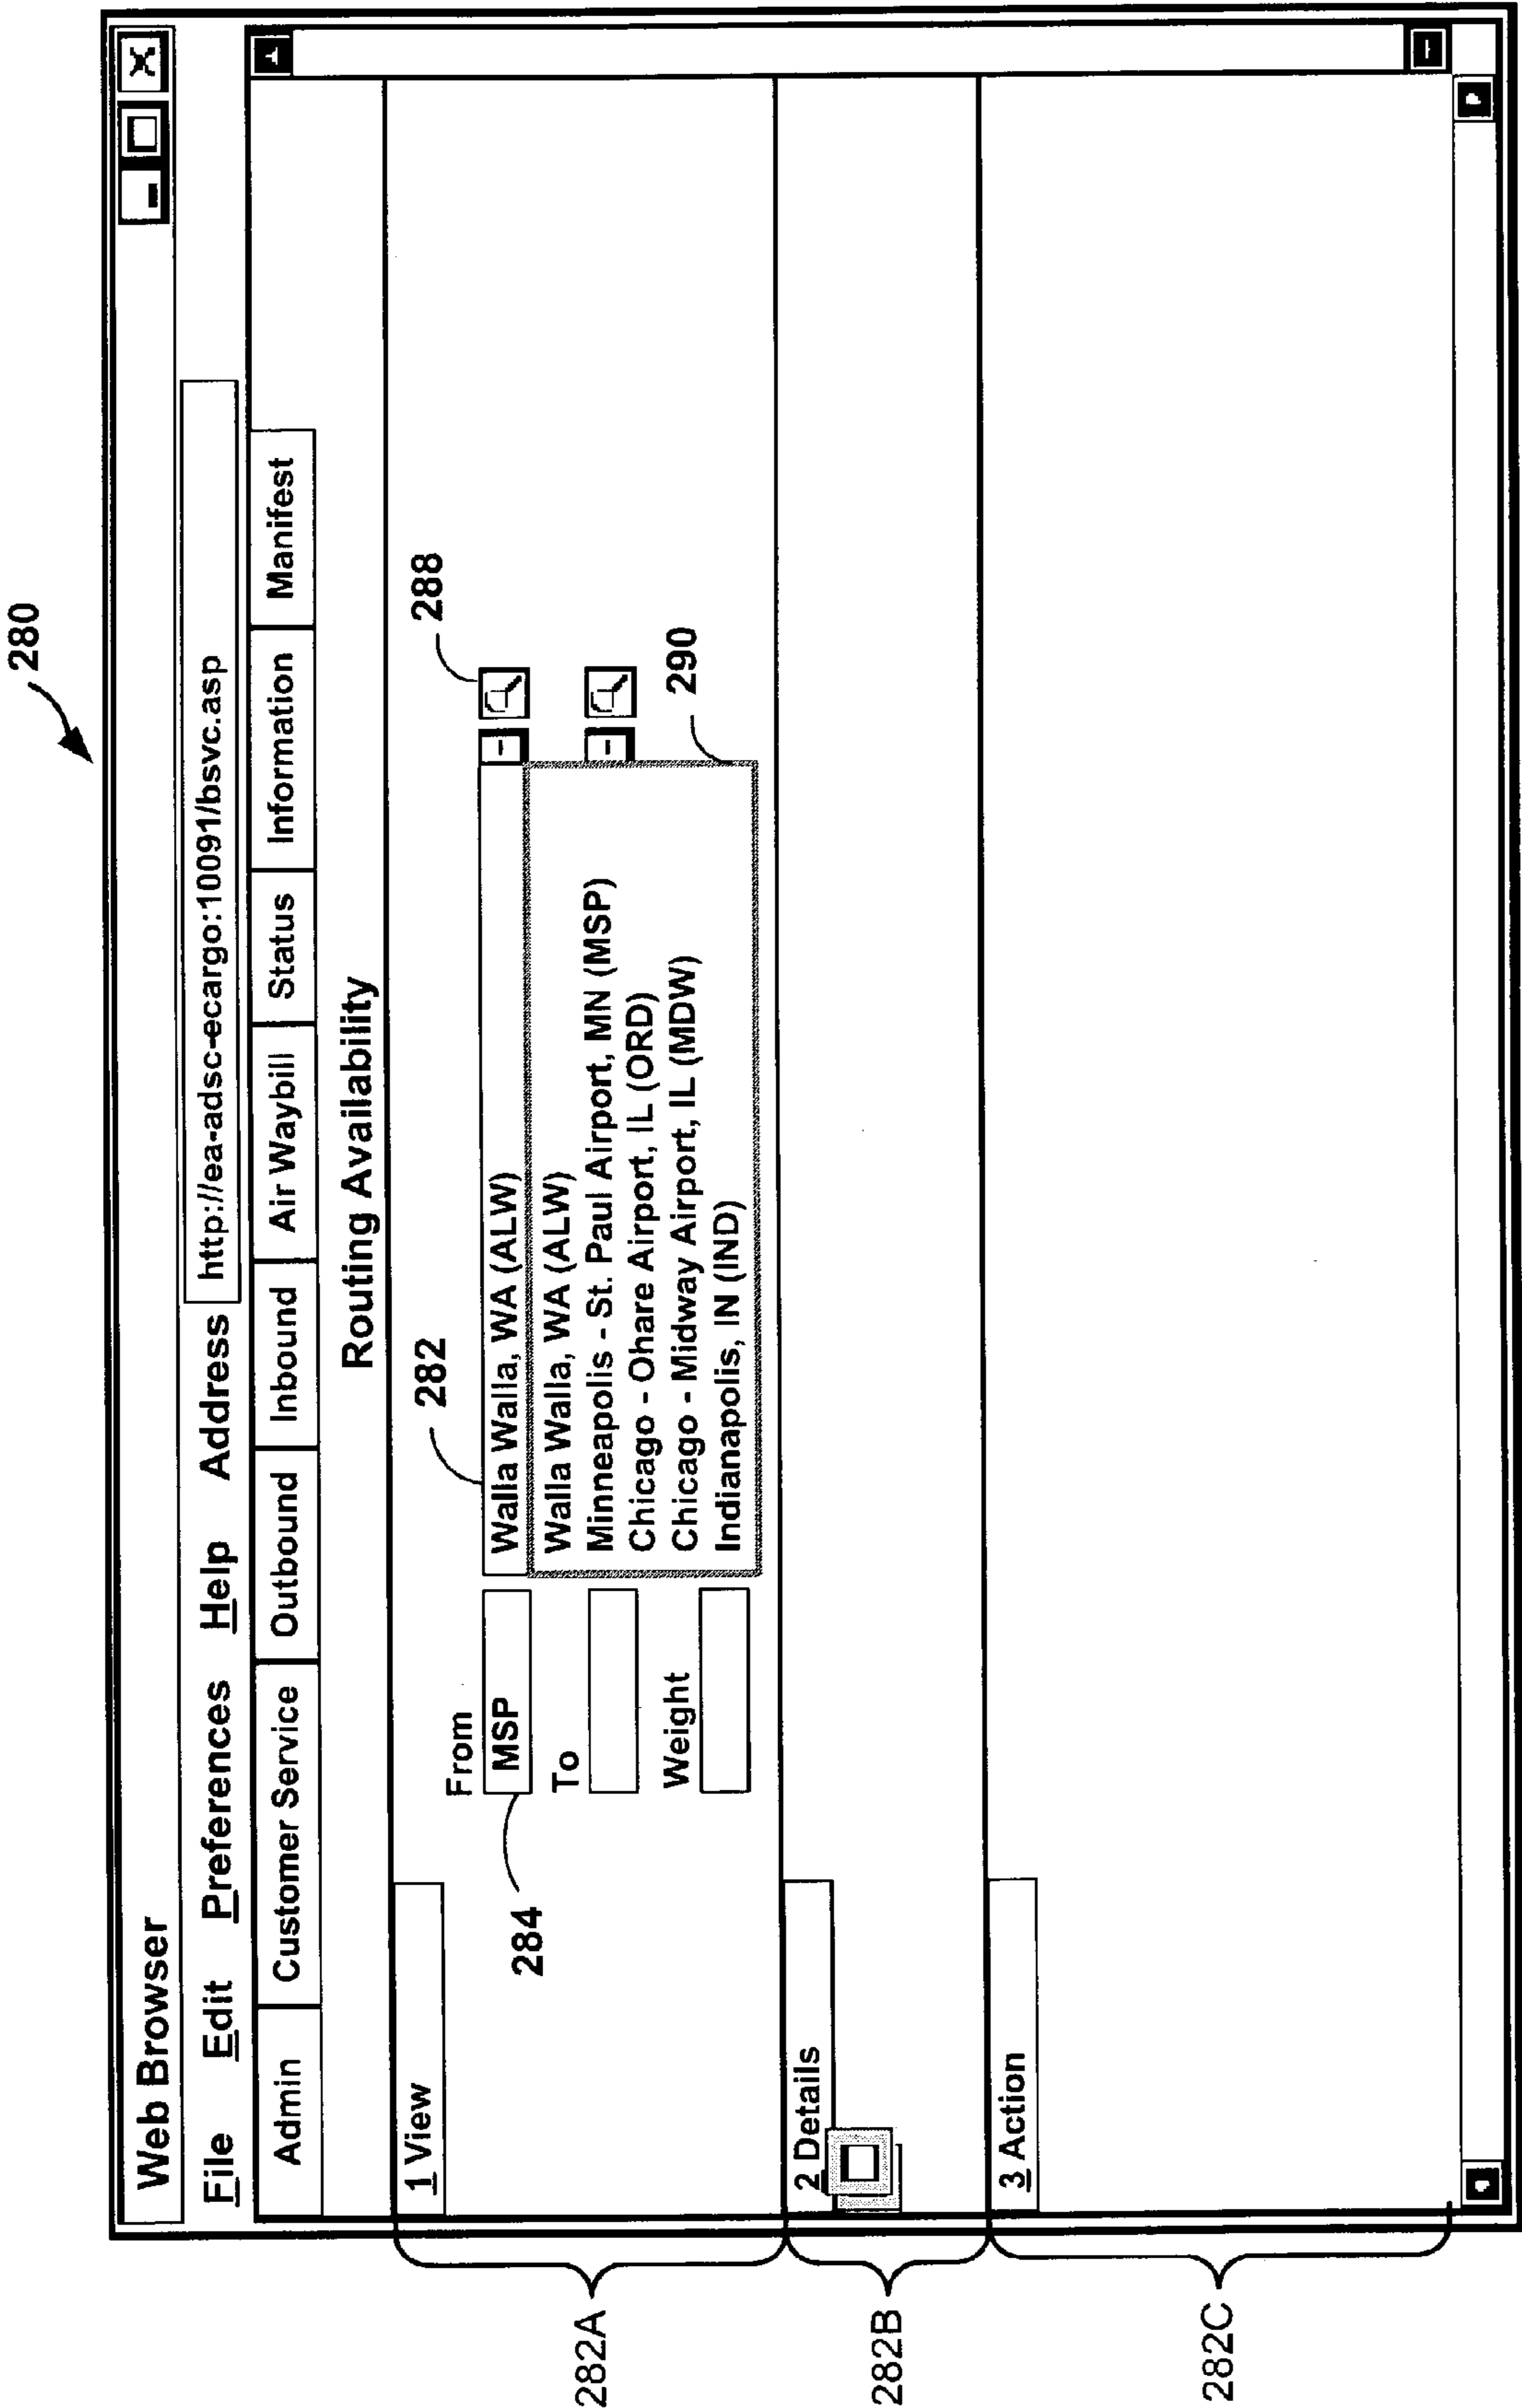 280
Web Browser
File Edit Preferences Help Address http://ea-adsc-ecargo:10091/bsvc.asp
Admin Customer Service Outbound Inbound Air Waybill Status Information Manifest
Routing Availability
1 View
282
288
From
MSP
Walla Walla, WA (ALW)
284
To
Walla Walla, WA (ALW)
Minneapolis - St. Paul Airport, MN (MSP)
Chicago - Ohare Airport, IL (ORD)
Chicago - Midway Airport, IL (MDW)
Indianapolis, IN (IND)
290
Weight
282A
2 Details
282B
3 Action
282C